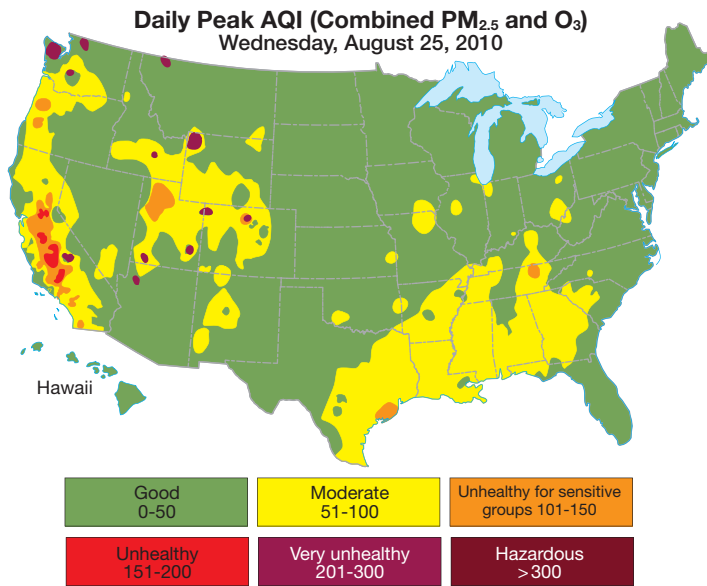 Daily Peak AQI (Combined PM₂.₅ and O₃)
Wednesday, August 25, 2010
Hawaii
Good
0-50
Moderate
51-100
Unhealthy for sensitive
groups 101-150
Unhealthy
151-200
Very unhealthy
201-300
Hazardous
>300